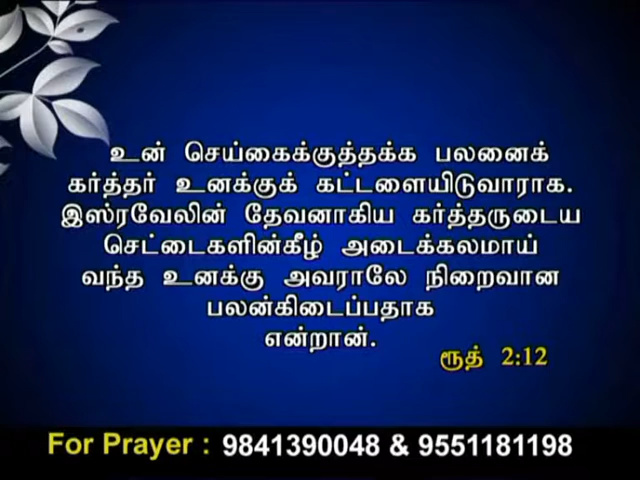 உன் செய்கைக்குத்தக்க பலனைக்
கர்த்தர் உனக்குக் கட்டளையிடுவாராக.
இஸ்ரவேலின் தேவனாகிய கர்த்தருடைய
செட்டைகளின்கீழ் அடைக்கலமாய்
வந்த உனக்கு அவராலே நிறைவான
பலன்கிடைப்பதாக
என்றான்.
ரூத் 2:12
For Prayer : 9841390048 & 9551181198